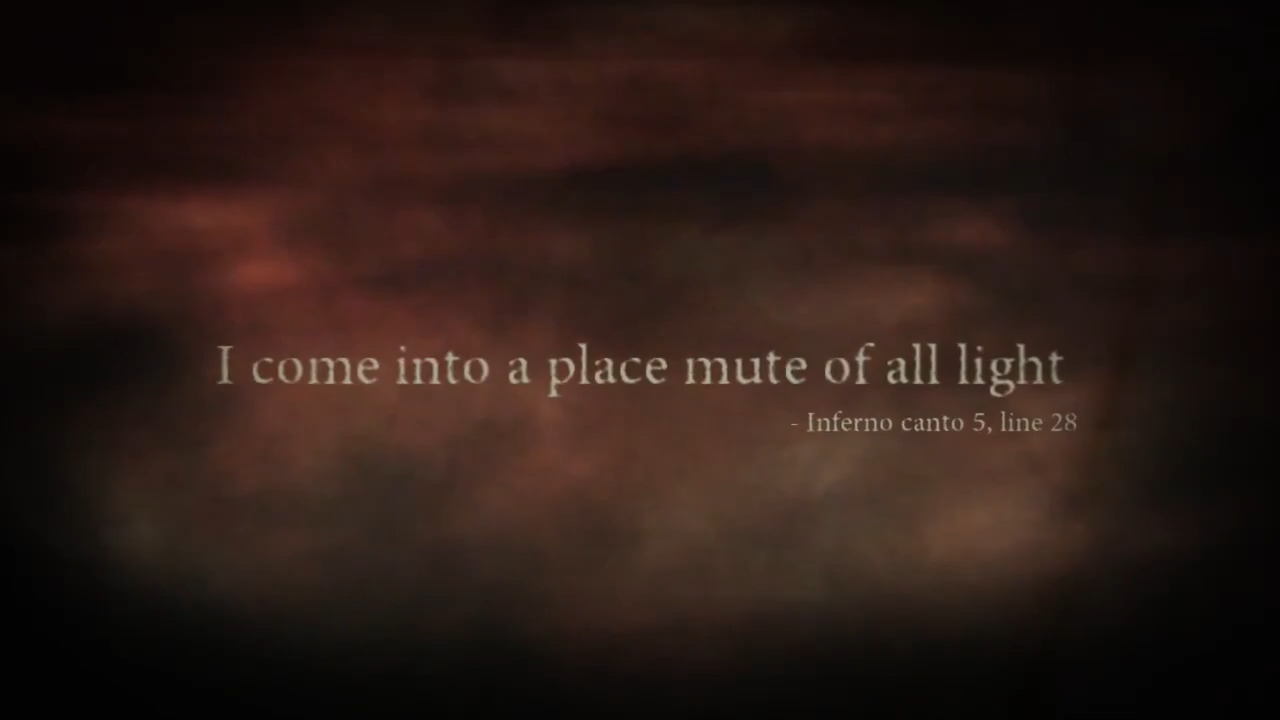 I come into a place mute of all light
- Inferno canto 5, line 28